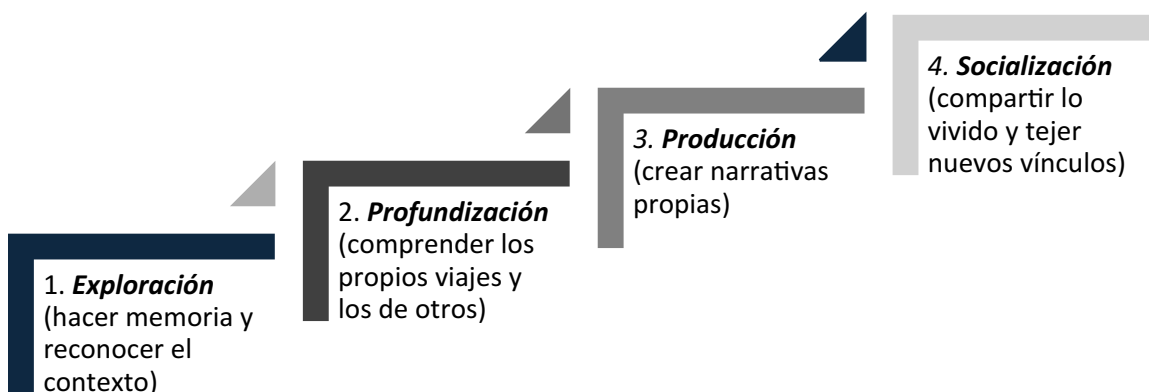 1. Exploración
(hacer memoria y
reconocer el
contexto)
2. Profundización
(comprender los
propios viajes y
los de otros)
3. Producción
(crear narrativas
propias)
4. Socialización
(compartir lo
vivido y tejer
nuevos vínculos)